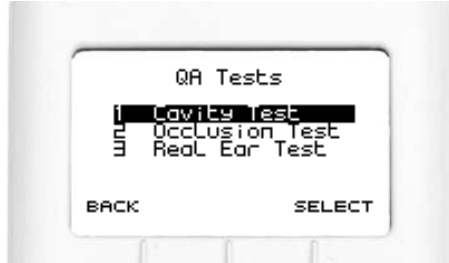 QA Tests
1 Cavity Test
2 Occlusion Test
3 Real Ear Test
BACK SELECT